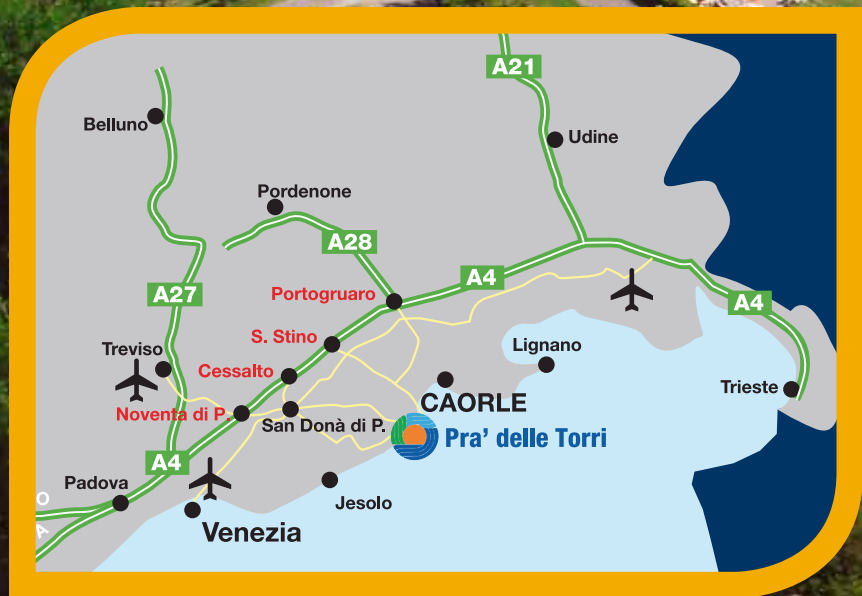 A21
Belluno
Udine
Pordenone
A28
A4
A27
Portogruaro
A4
S. Stino
Treviso
Lignano
Cessalto
Trieste
CAORLE
Noventa di P.
San Donà di P.
Pra' delle Torri
A4
Padova
O
Jesolo
A
Venezia